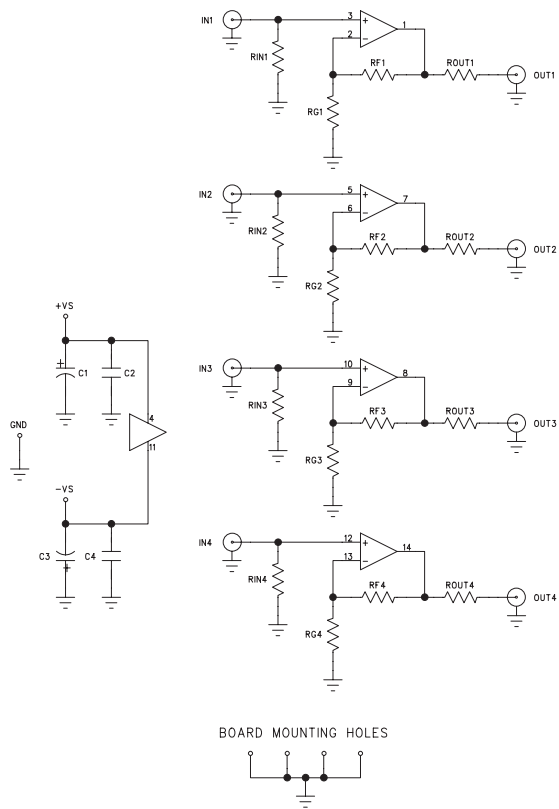 IN1
3
+
1
2
−
RIN1
RF1
ROUT1
OUT1
RG1
IN2
5
+
7
6
−
RIN2
RF2
ROUT2
OUT2
RG2
+VS
+
C1
C2
4
11
GND
−VS
C3
+
C4
IN3
10
+
8
9
−
RIN3
RF3
ROUT3
OUT3
RG3
IN4
12
+
14
13
−
RIN4
RF4
ROUT4
OUT4
RG4
BOARD MOUNTING HOLES